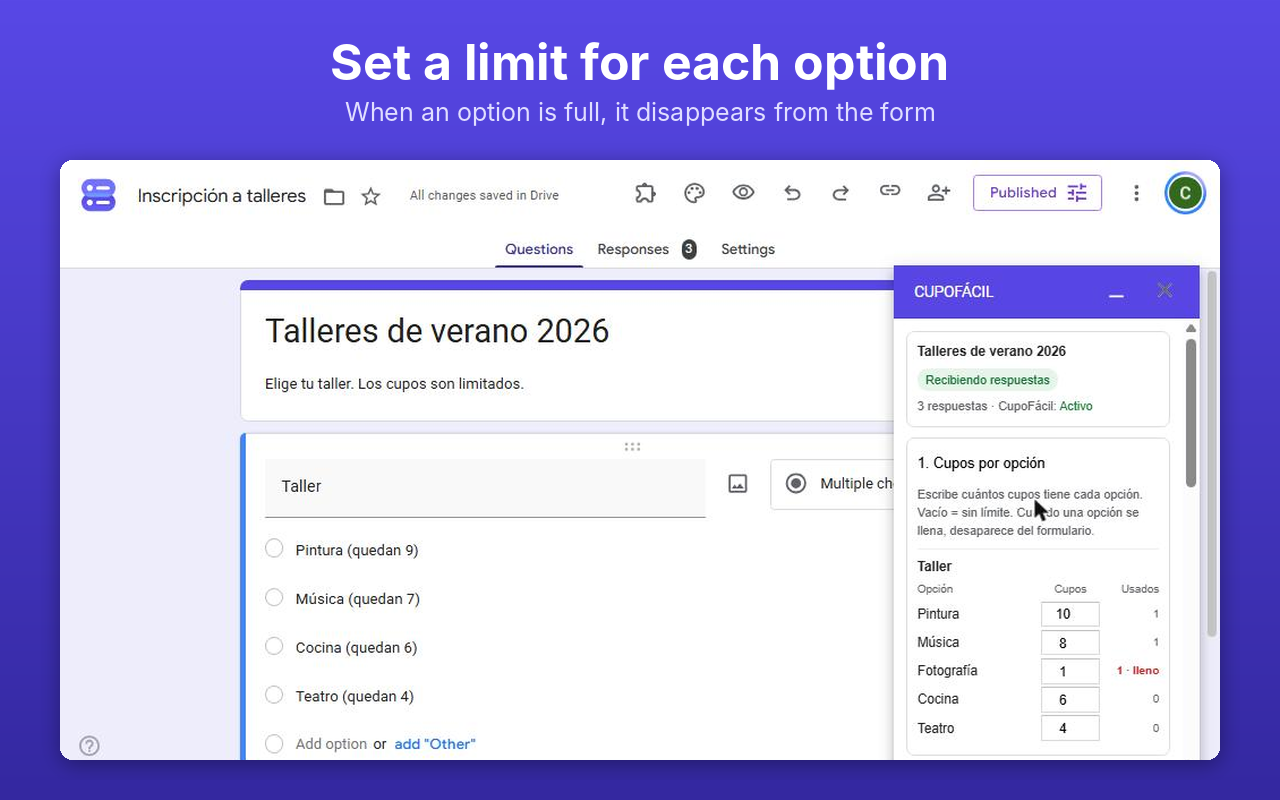 Set a limit for each option
When an option is full, it disappears from the form
Inscripción a talleres
All changes saved in Drive
Published
C
Questions
Responses 3
Settings
Talleres de verano 2026
Elige tu taller. Los cupos son limitados.
Taller
Multiple
Pintura (quedan 9)
Música (quedan 7)
Cocina (quedan 6)
Teatro (quedan 4)
Add option or add "Other"
CUPOFÁCIL
Talleres de verano 2026
Recibiendo respuestas
3 respuestas · CupoFácil: Activo
1. Cupos por opción
Escribe cuántos cupos tiene cada opción.
Vacío = sin límite. una opción se
llena, desaparece del formulario.
Taller
Opción Cupos Usados
Pintura 10 1
Música 8 1
Fotografía 1 1 · lleno
Cocina 6 0
Teatro 4 0